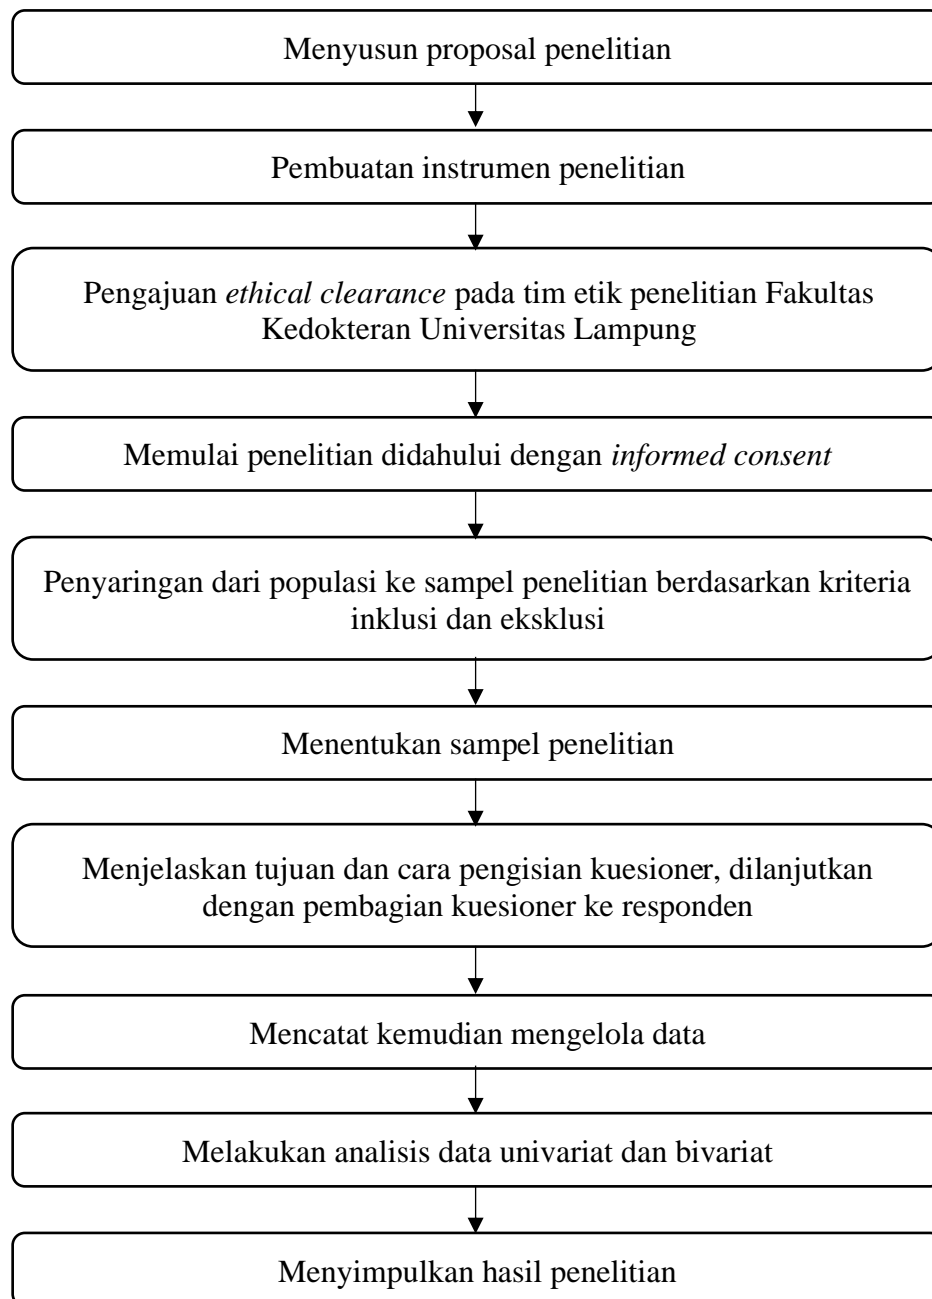 Menyusun proposal penelitian
Pembuatan instrumen penelitian
Pengajuan ethical clearance pada tim etik penelitian Fakultas
Kedokteran Universitas Lampung
Memulai penelitian didahului dengan informed consent
Penyaringan dari populasi ke sampel penelitian berdasarkan kriteria
inklusi dan eksklusi
Menentukan sampel penelitian
Menjelaskan tujuan dan cara pengisian kuesioner, dilanjutkan
dengan pembagian kuesioner ke responden
Mencatat kemudian mengelola data
Melakukan analisis data univariat dan bivariat
Menyimpulkan hasil penelitian